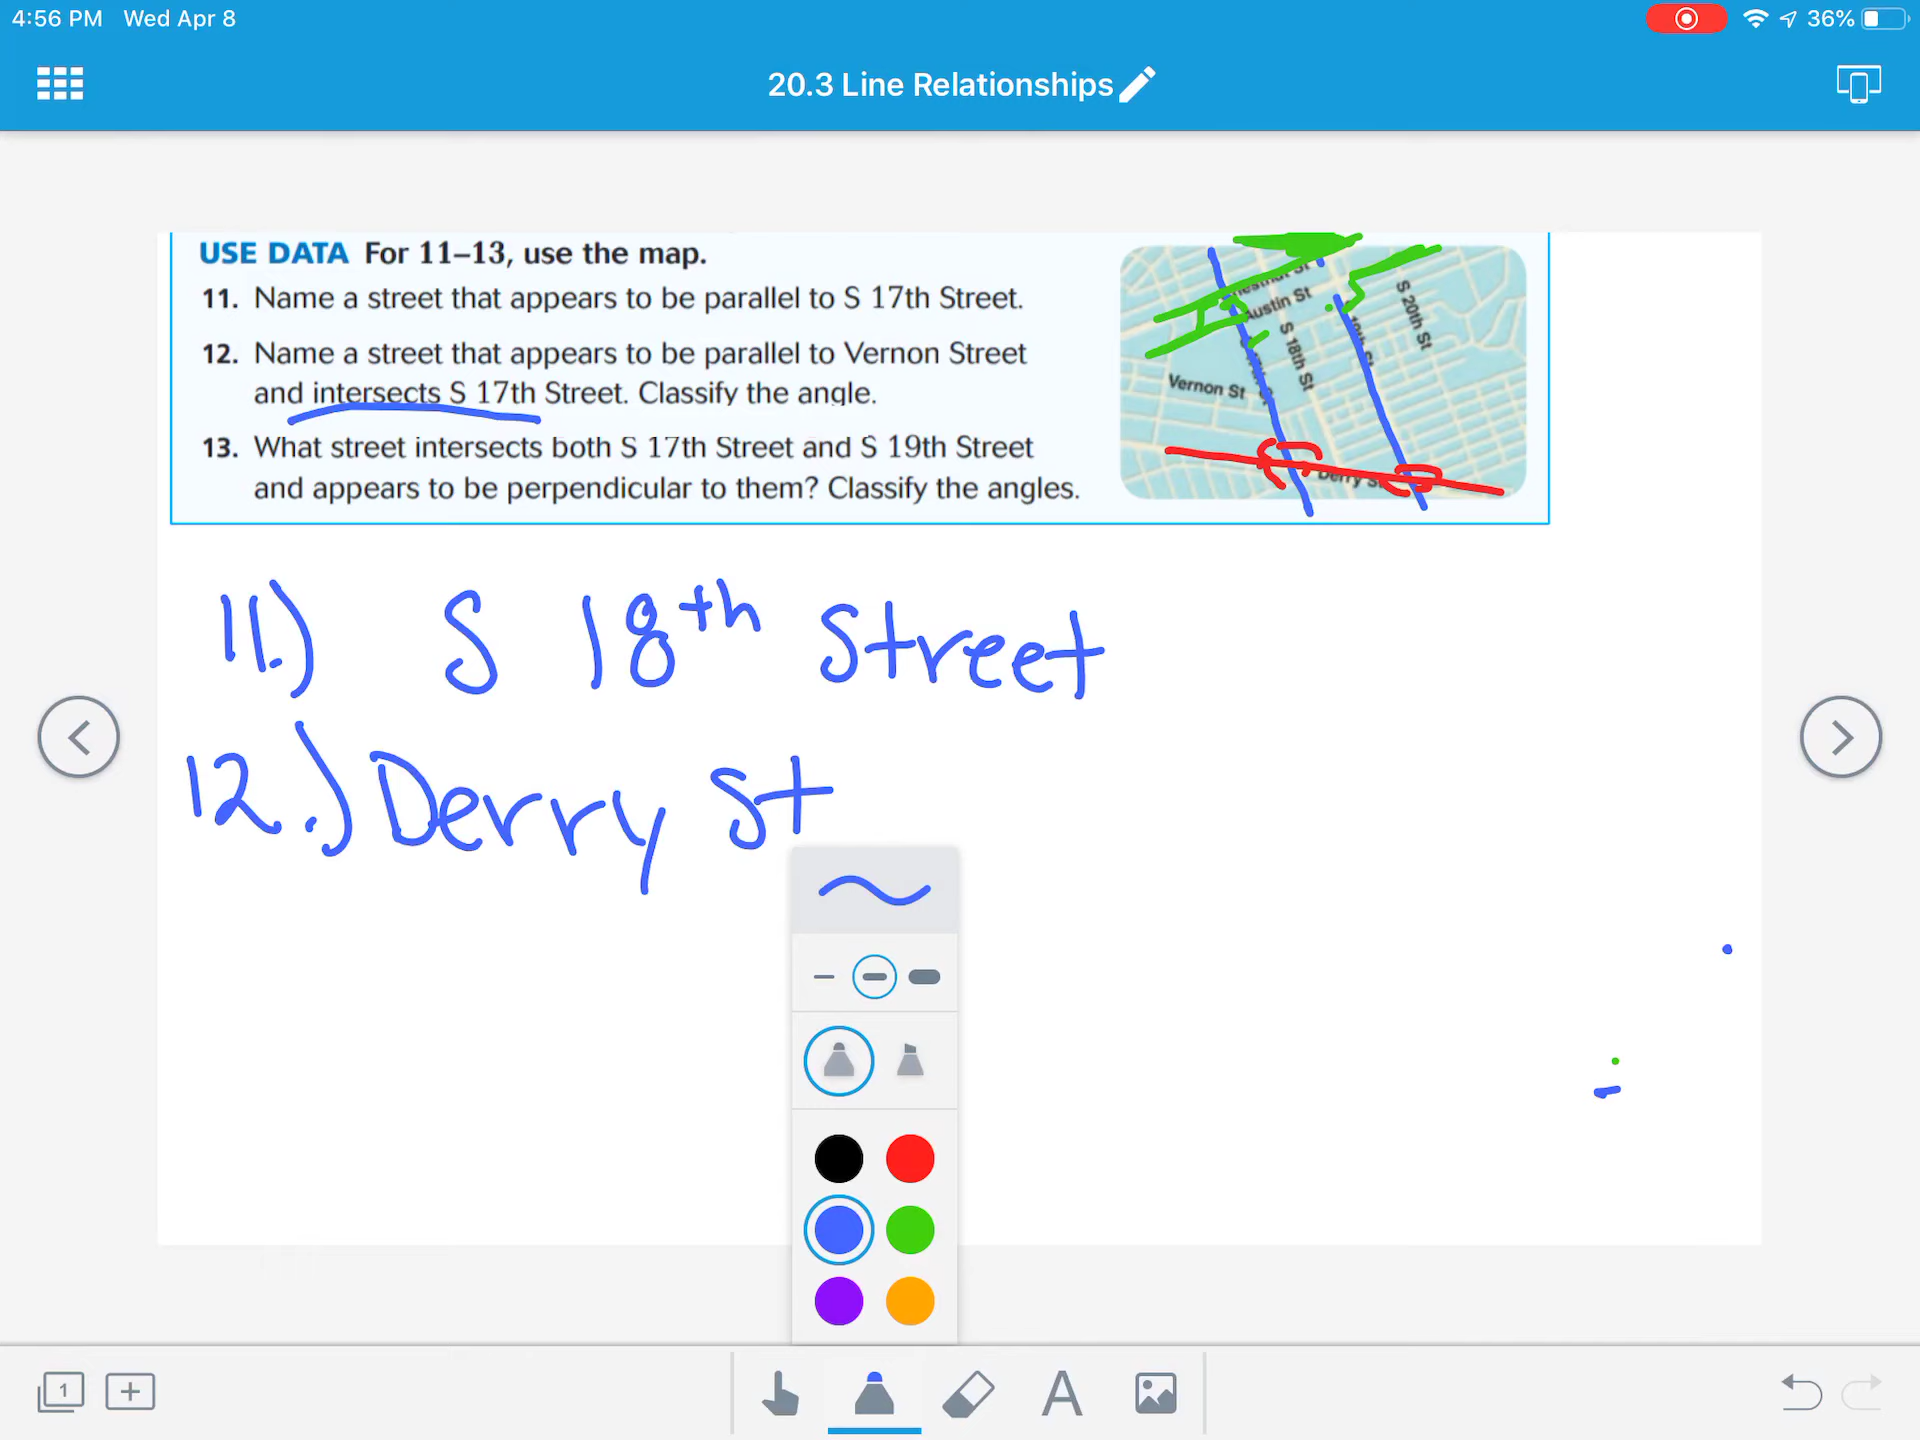 4:56 PM Wed Apr 8
36%
20.3 Line Relationships
USE DATA For 11–13, use the map.
11. Name a street that appears to be parallel to S 17th Street.
12. Name a street that appears to be parallel to Vernon Street
and intersects S 17th Street. Classify the angle.
13. What street intersects both S 17th Street and S 19th Street
and appears to be perpendicular to them? Classify the angles.
Austin St
S 18th St
S 20th St
Vernon St
Derry S
11.) S 18th Street
12.) Derry St
1
A